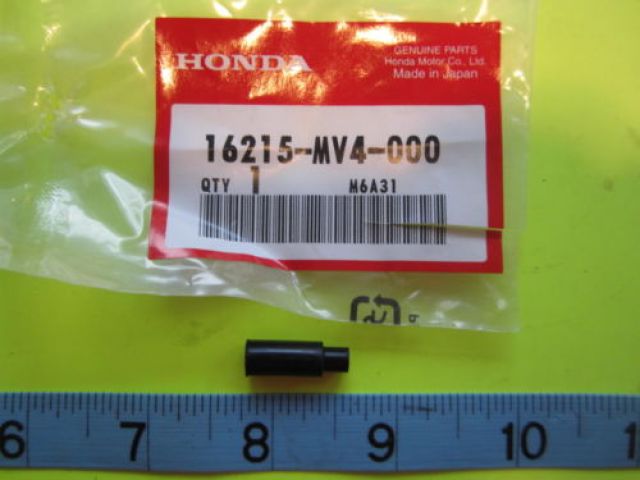 HONDA
GENUINE PARTS
Honda Motor Co., Ltd.
Made in Japan
16215-MV4-000
QTY 1 M6A31
6 7 8 9 10 1